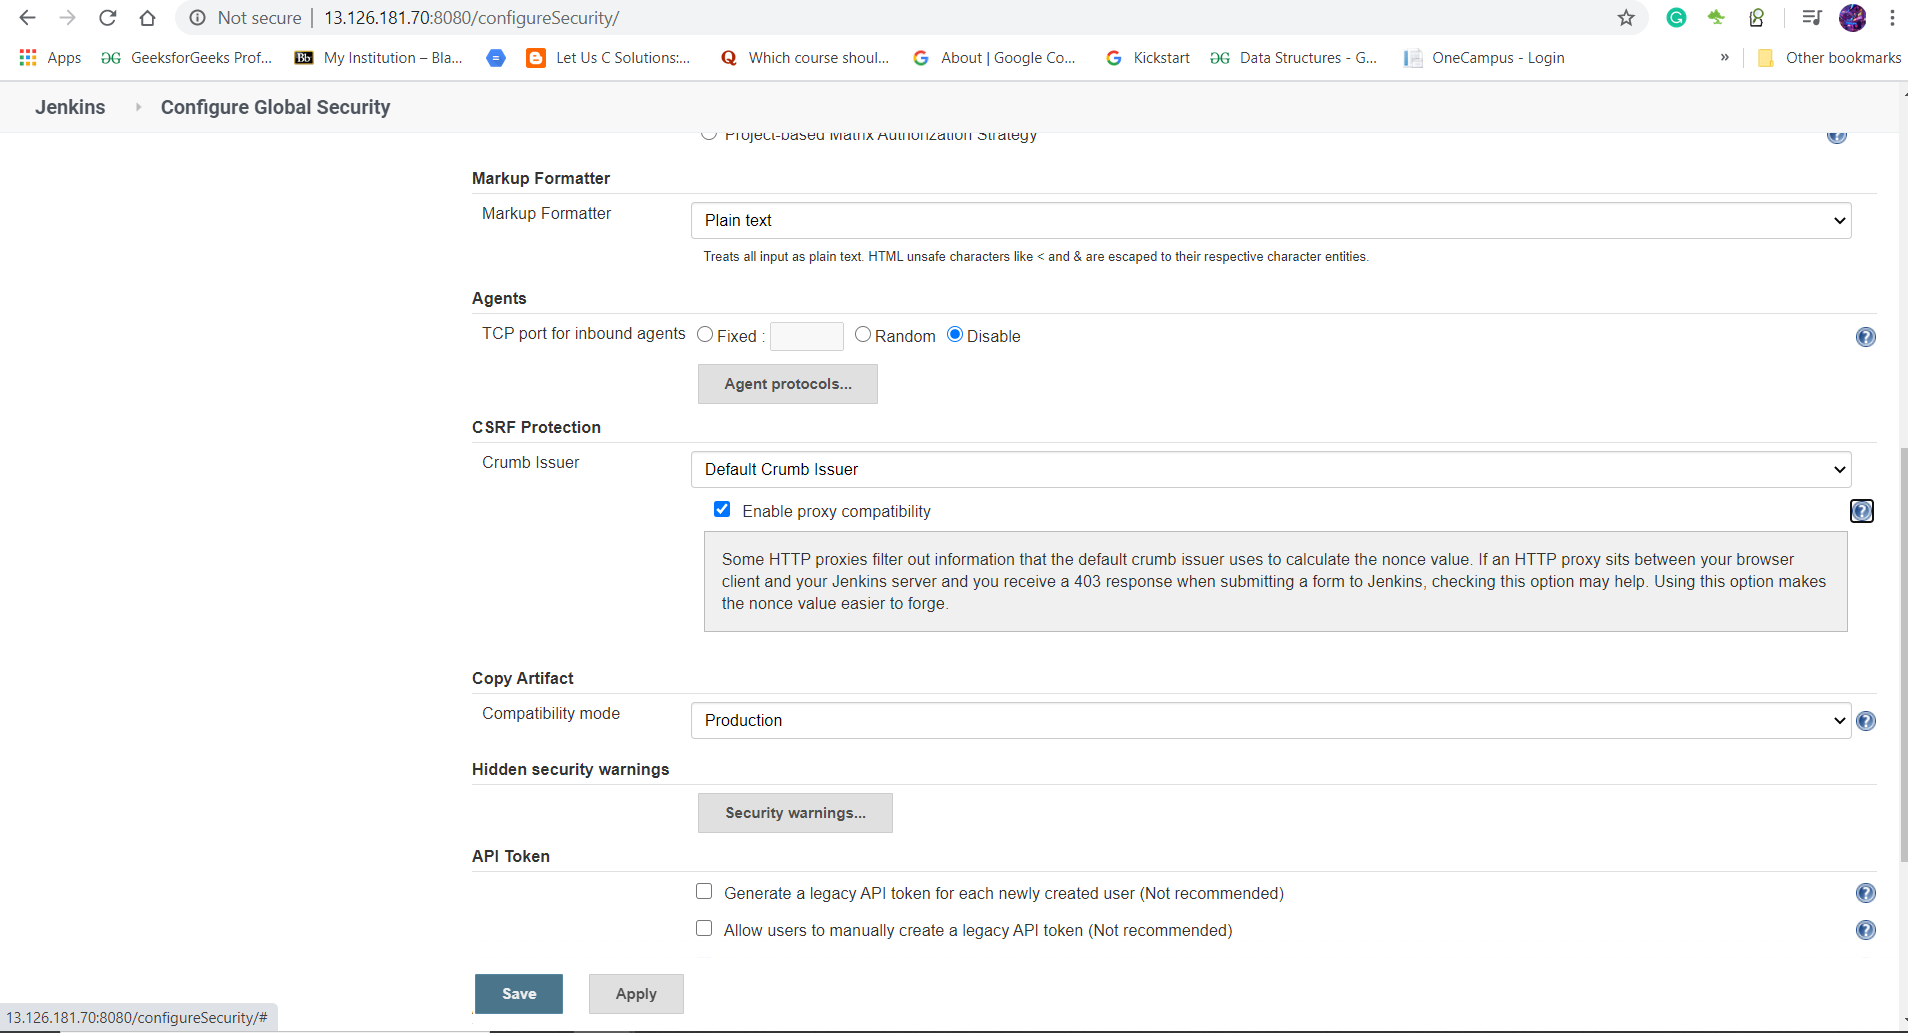 Not secure | 13.126.181.70:8080/configureSecurity/
Apps GeeksforGeeks Prof... Bb My Institution – Bla... Let Us C Solutions:... Which course shoul... About | Google Co... Kickstart Data Structures - G... OneCampus - Login » Other bookmarks
Jenkins Configure Global Security
Project-based Matrix Authorization Strategy
Markup Formatter
Markup Formatter Plain text
Treats all input as plain text. HTML unsafe characters like < and & are escaped to their respective character entities.
Agents
TCP port for inbound agents Fixed : Random Disable
Agent protocols...
CSRF Protection
Crumb Issuer Default Crumb Issuer
Enable proxy compatibility
Some HTTP proxies filter out information that the default crumb issuer uses to calculate the nonce value. If an HTTP proxy sits between your browser
client and your Jenkins server and you receive a 403 response when submitting a form to Jenkins, checking this option may help. Using this option makes
the nonce value easier to forge.
Copy Artifact
Compatibility mode Production
Hidden security warnings
Security warnings...
API Token
Generate a legacy API token for each newly created user (Not recommended)
Allow users to manually create a legacy API token (Not recommended)
Save Apply
13.126.181.70:8080/configureSecurity/#